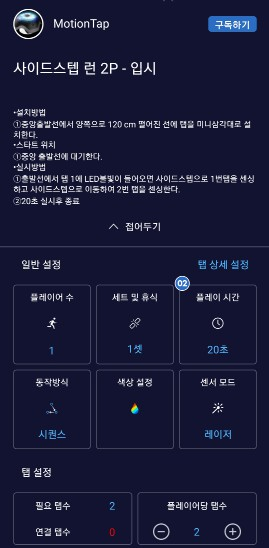 MotionTap
구독하기
사이드스텝 런 2P - 입시
•설치방법
①중앙출발선에서 양쪽으로 120 cm 떨어진 선에 탭을 미니삼각대로 설
치한다.
•스타트 위치
①중앙 출발선에 대기한다.
•실시방법
①출발선에서 탭 1에 LED불빛이 들어오면 사이드스텝으로 1번탭을 센싱
하고 사이드스텝으로 이동하여 2번 탭을 센싱한다.
②20초 실시후 종료
접어두기
일반 설정
탭 상세 설정
02
플레이어 수
세트 및 휴식
플레이 시간
1
1셋
20초
동작방식
색상 설정
센서 모드
시퀀스
레이저
탭 설정
필요 탭수 2
플레이어당 탭수
연결 탭수 0
2